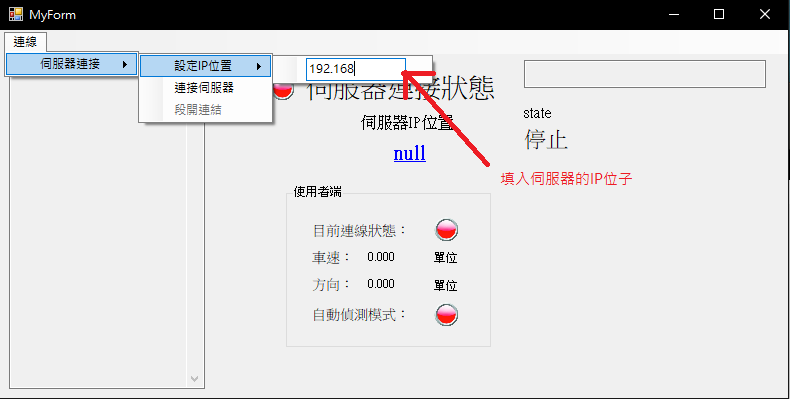 MyForm
連線
伺服器連接
設定IP位置
192.168
連接伺服器
段開連結
伺服器連接狀態
伺服器IP位置
null
state
停止
填入伺服器的IP位子
使用者端
目前連線狀態：
車速： 0.000 單位
方向： 0.000 單位
自動偵測模式：